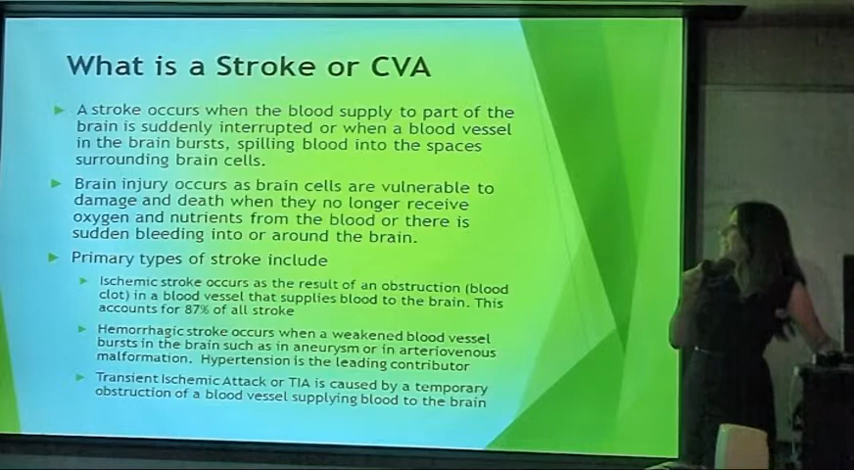 What is a Stroke or CVA
A stroke occurs when the blood supply to part of the
brain is suddenly interrupted or when a blood vessel
in the brain bursts, spilling blood into the spaces
surrounding brain cells.
Brain injury occurs as brain cells are vulnerable to
damage and death when they no longer receive
oxygen and nutrients from the blood or there is
sudden bleeding into or around the brain.
Primary types of stroke include
Ischemic stroke occurs as the result of an obstruction (blood
clot) in a blood vessel that supplies blood to the brain. This
accounts for 87% of all stroke
Hemorrhagic stroke occurs when a weakened blood vessel
bursts in the brain such as in aneurysm or in arteriovenous
malformation. Hypertension is the leading contributor
Transient Ischemic Attack or TIA is caused by a temporary
obstruction of a blood vessel supplying blood to the brain